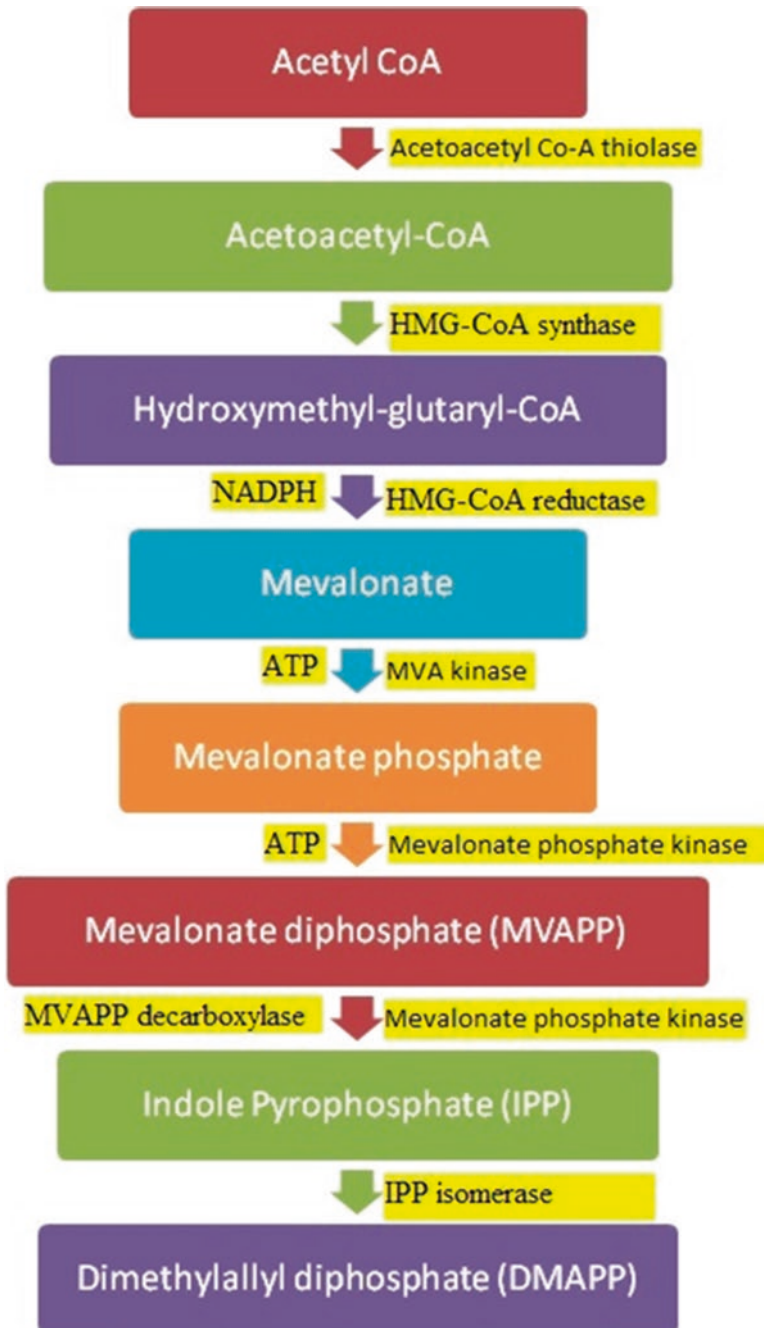 Acetyl CoA
Acetoacetyl Co-A thiolase
Acetoacetyl-CoA
HMG-CoA synthase
Hydroxymethyl-glutaryl-CoA
NADPH HMG-CoA reductase
Mevalonate
ATP MVA kinase
Mevalonate phosphate
ATP Mevalonate phosphate kinase
Mevalonate diphosphate (MVAPP)
MVAPP decarboxylase Mevalonate phosphate kinase
Indole Pyrophosphate (IPP)
IPP isomerase
Dimethylallyl diphosphate (DMAPP)